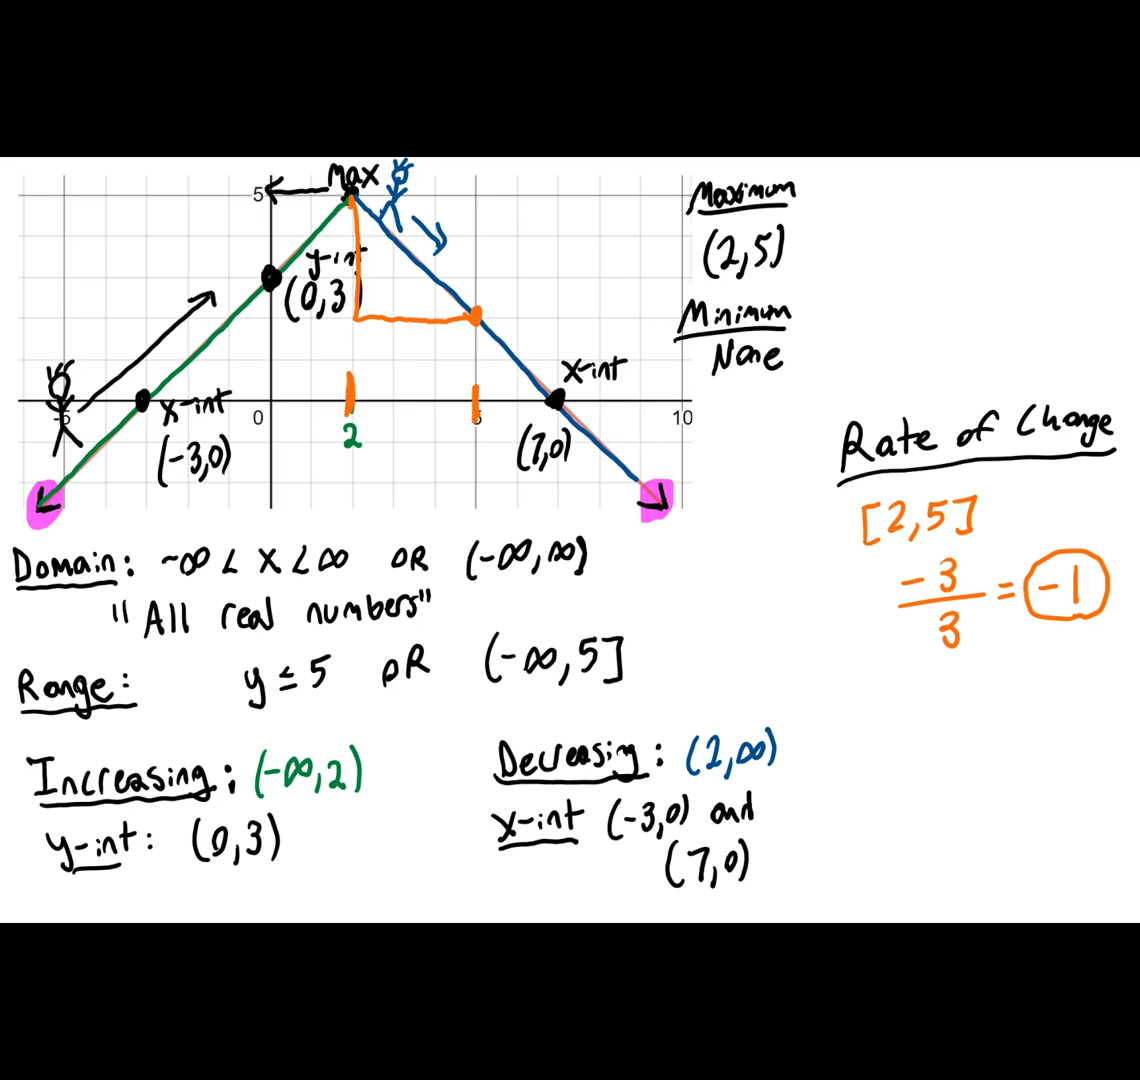 Max
5
Maximum
(2,5)
y-int
(0,3)
Minimum
None
x-int
x-int
-5
0
5
10
2
(-3,0)
(7,0)
Rate of Change
[2,5]
-3
3
= -1
Domain: -∞ < x < ∞ OR (-∞,∞)
"All real numbers"
Range: y ≤ 5 OR (-∞,5]
Increasing: (-∞,2)
Decreasing: (2,∞)
y-int: (0,3)
x-int (-3,0) and
(7,0)